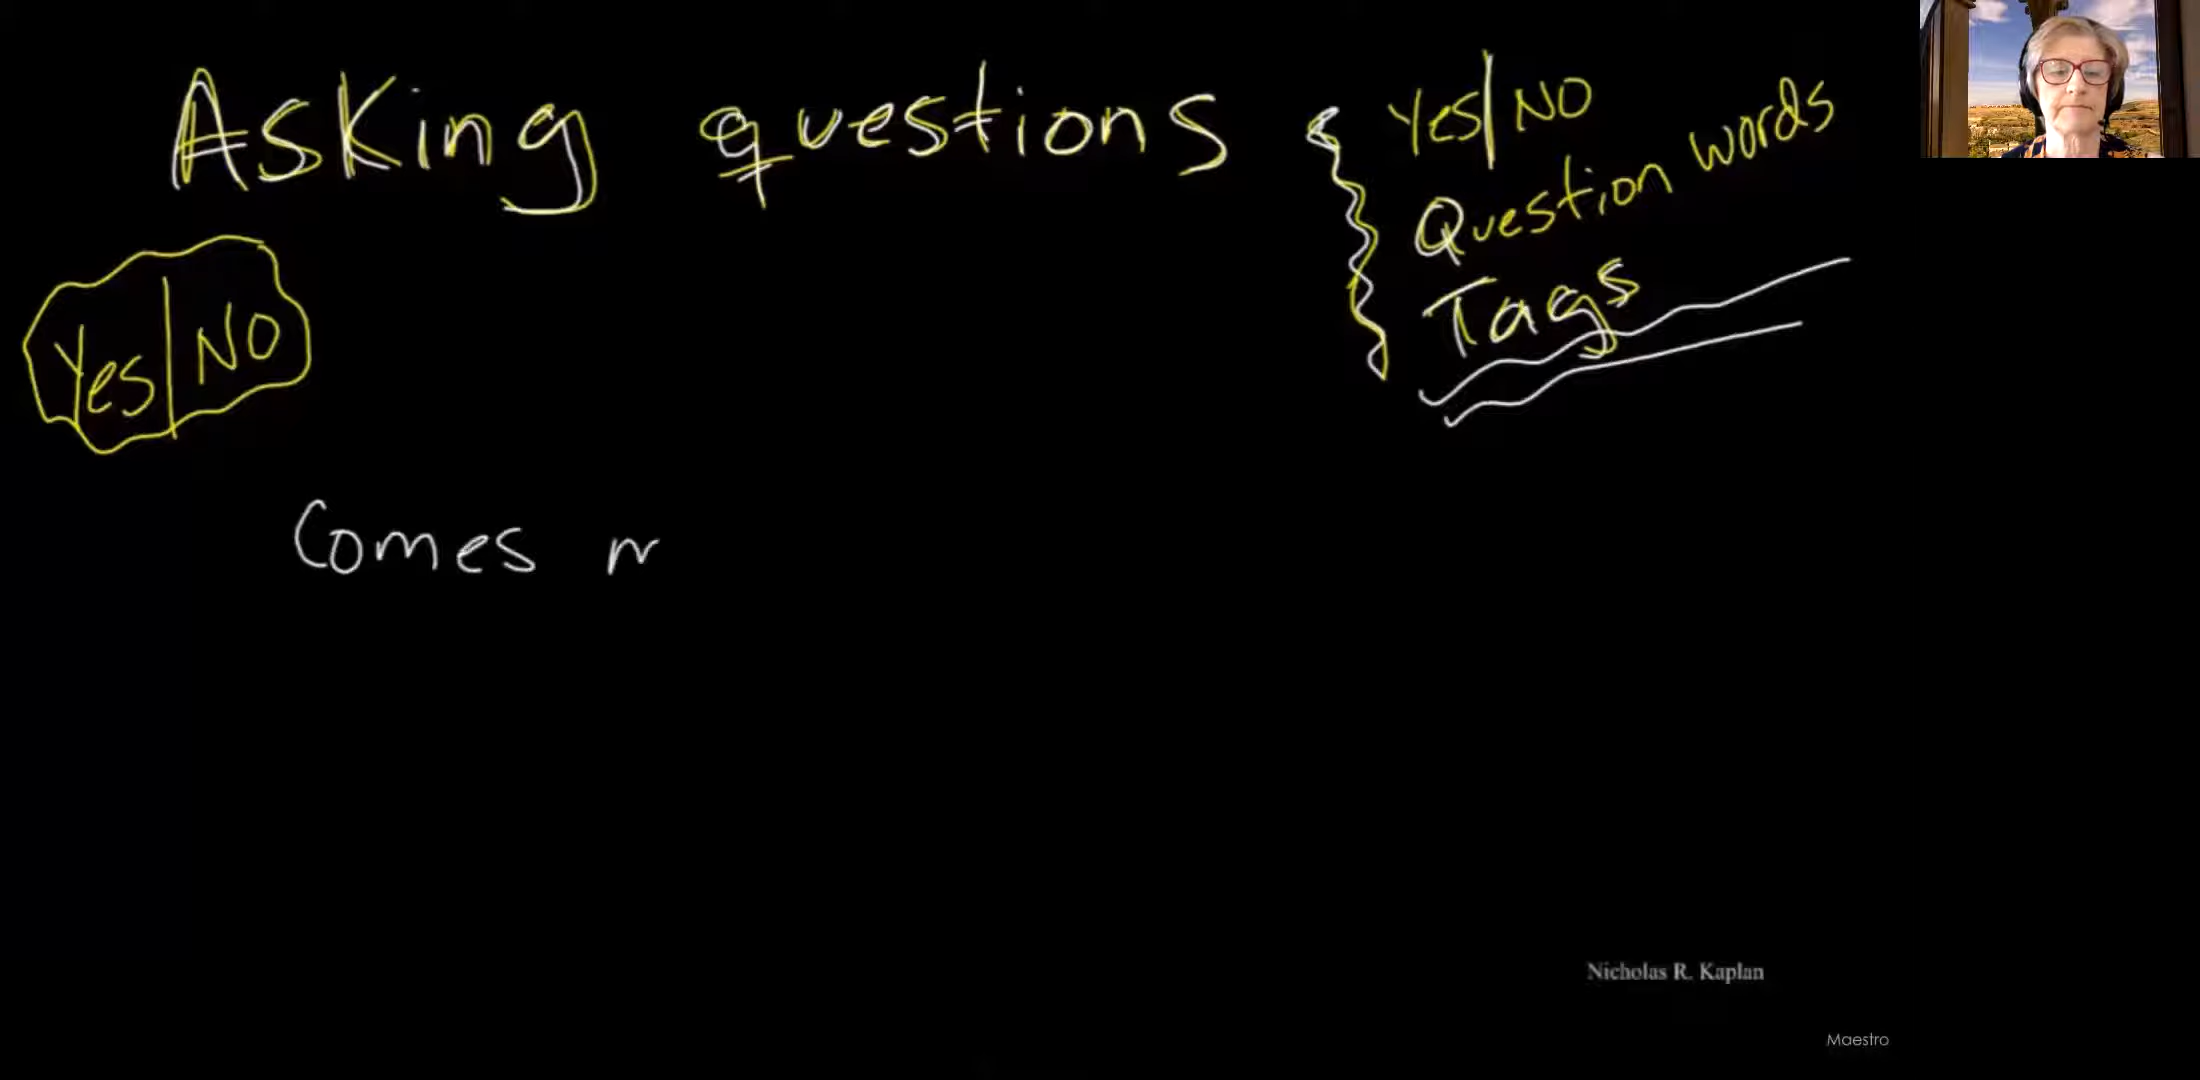 Asking questions { Yes|No
Question words
Tags
Yes|No
Comes m
Nicholas R. Kaplan
Maestro